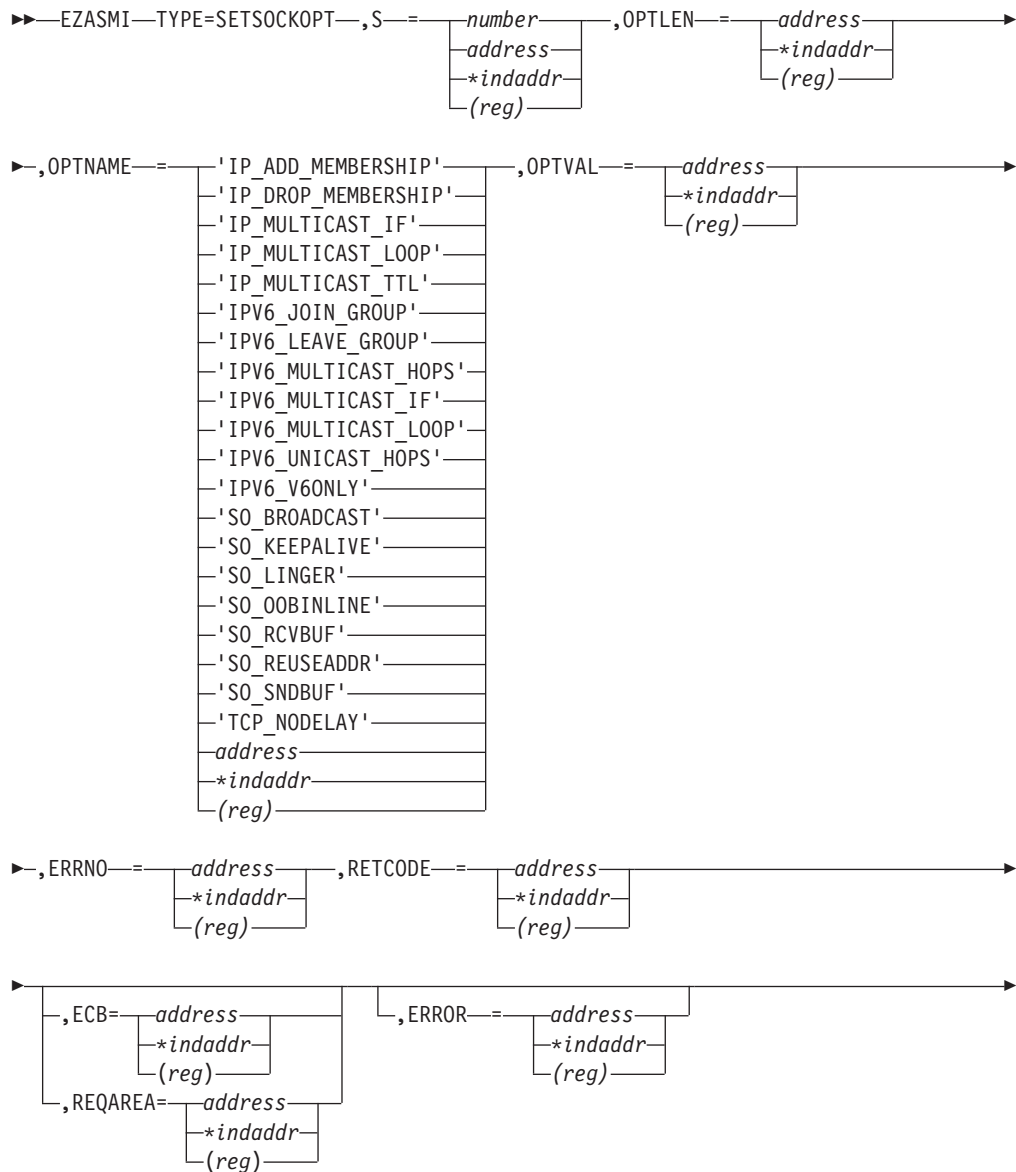 EZASMI TYPE=SETSOCKOPT ,S = number ,OPTLEN = address
address *indaddr
*indaddr (reg)
(reg)
,OPTNAME = 'IP_ADD_MEMBERSHIP' ,OPTVAL = address
'IP_DROP_MEMBERSHIP' *indaddr
'IP_MULTICAST_IF' (reg)
'IP_MULTICAST_LOOP'
'IP_MULTICAST_TTL'
'IPV6_JOIN_GROUP'
'IPV6_LEAVE_GROUP'
'IPV6_MULTICAST_HOPS'
'IPV6_MULTICAST_IF'
'IPV6_MULTICAST_LOOP'
'IPV6_UNICAST_HOPS'
'IPV6_V6ONLY'
'SO_BROADCAST'
'SO_KEEPALIVE'
'SO_LINGER'
'SO_OOBINLINE'
'SO_RCVBUF'
'SO_REUSEADDR'
'SO_SNDBUF'
'TCP_NODELAY'
address
*indaddr
(reg)
,ERRNO = address ,RETCODE = address
*indaddr *indaddr
(reg) (reg)
,ECB= address ,ERROR = address
*indaddr *indaddr
(reg) (reg)
,REQAREA= address
*indaddr
(reg)